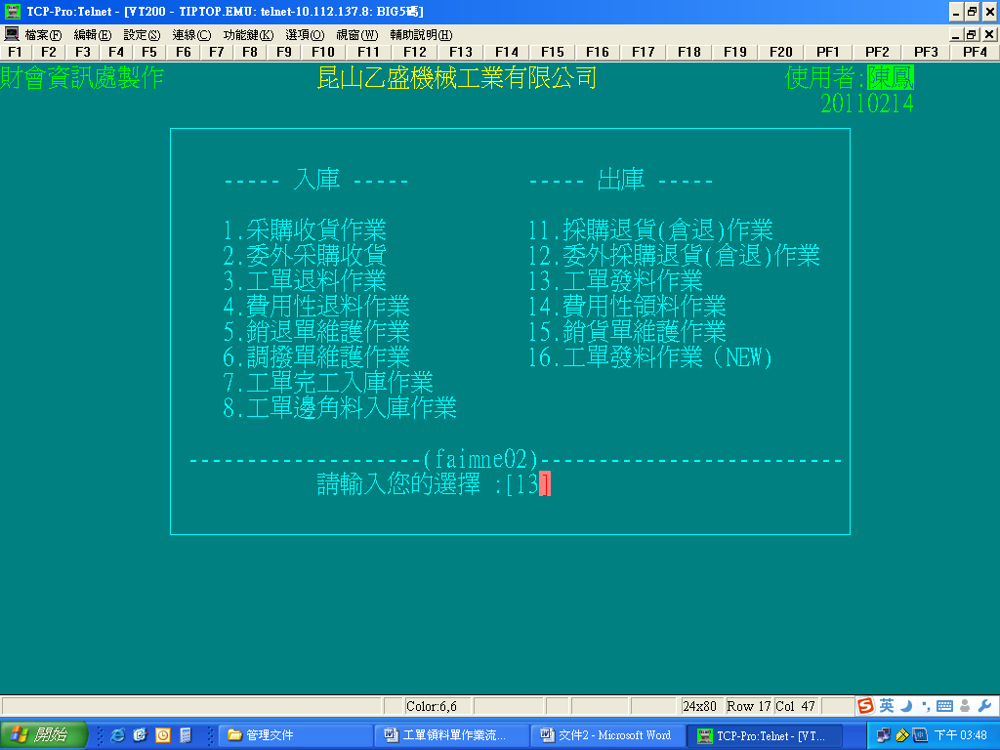 TCP-Pro:Telnet - [VT200 - TIPTOP.EMU: telnet-10.112.137.8: BIG5碼]
檔案(F) 編輯(E) 設定(S) 連線(C) 功能鍵(K) 選項(O) 視窗(W) 輔助說明(H)
F1 F2 F3 F4 F5 F6 F7 F8 F9 F10 F11 F12 F13 F14 F15 F16 F17 F18 F19 F20 PF1 PF2 PF3 PF4
財會資訊處製作 昆山乙盛機械工業有限公司 使用者:陳鳳
20110214
----- 入庫 ----- ----- 出庫 -----
1.采購收貨作業 11.採購退貨(倉退)作業
2.委外采購收貨 12.委外採購退貨(倉退)作業
3.工單退料作業 13.工單發料作業
4.費用性退料作業 14.費用性領料作業
5.銷退單維護作業 15.銷貨單維護作業
6.調撥單維護作業 16.工單發料作業（NEW)
7.工單完工入庫作業
8.工單邊角料入庫作業
--------------------(faimne02)--------------------------
請輸入您的選擇 :[13]
Color:6,6 24x80 Row 17 Col 47 英
開始 管理文件 工單領料單作業流... 文件2 - Microsoft Word TCP-Pro:Telnet - [VT... 下午 03:48